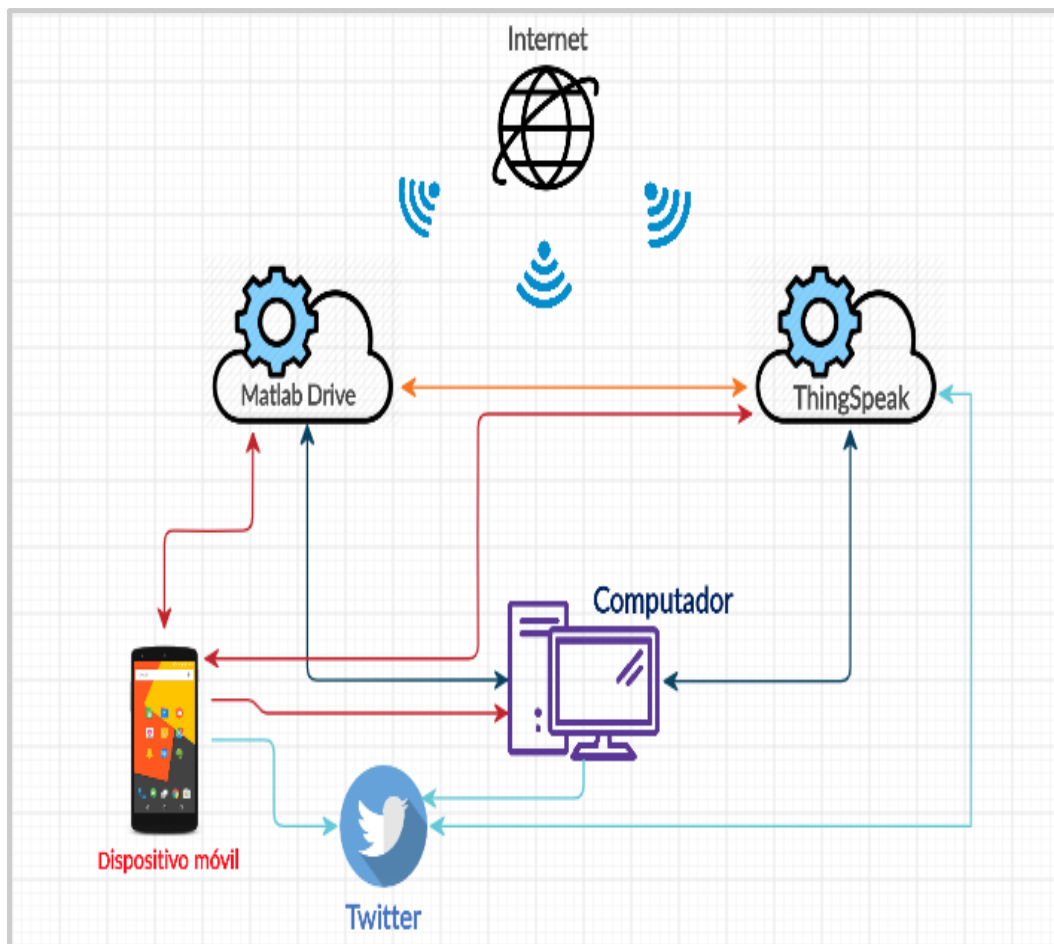 Internet
Matlab Drive
ThingSpeak
Computador
Dispositivo móvil
Twitter